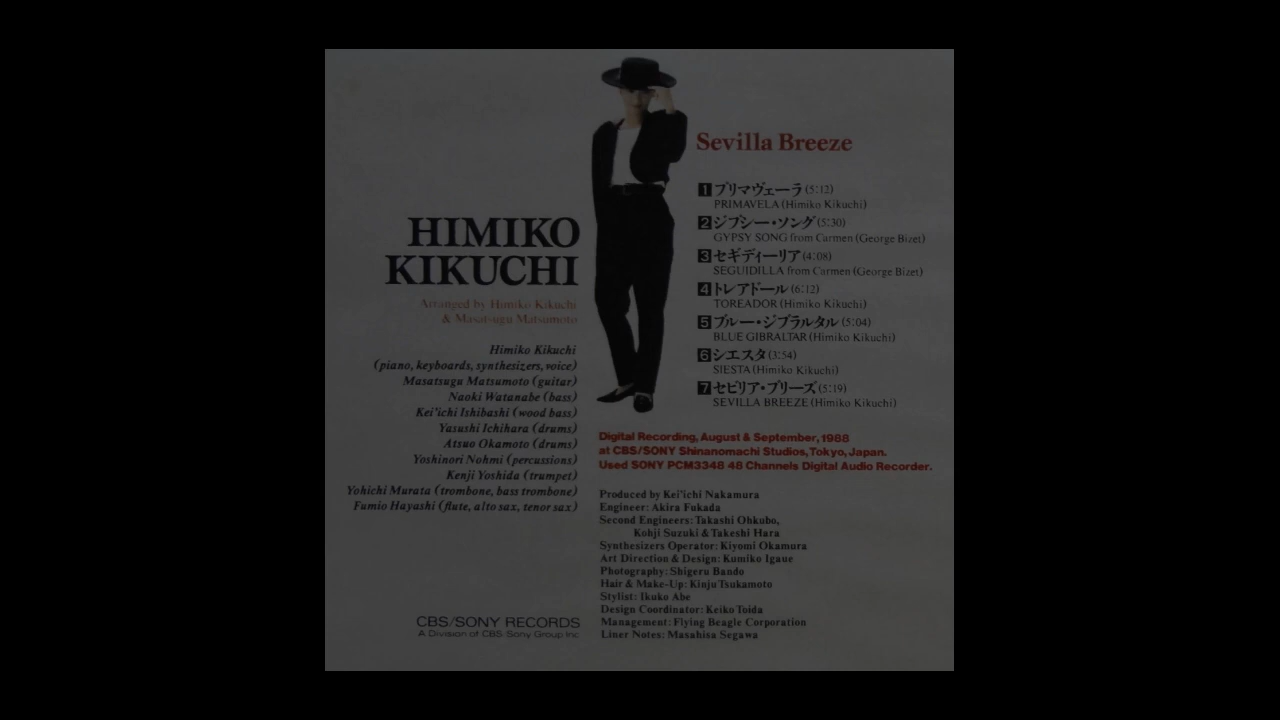 HIMIKO
KIKUCHI
Arranged by Himiko Kikuchi
& Masatsugu Matsumoto
Himiko Kikuchi
(piano, keyboards, synthesizers, voice)
Masatsugu Matsumoto (guitar)
Naoki Watanabe (bass)
Kei'ichi Ishibashi (wood bass)
Yasushi Ichihara (drums)
Atsuo Okamoto (drums)
Yoshinori Nohmi (percussions)
Kenji Yoshida (trumpet)
Yohichi Murata (trombone, bass trombone)
Fumio Hayashi (flute, alto sax, tenor sax)
CBS/SONY RECORDS
A Division of CBS/Sony Group Inc
Sevilla Breeze
1 プリマヴェーラ (5:12)
PRIMAVELA (Himiko Kikuchi)
2 ジプシー・ソング (5:30)
GYPSY SONG from Carmen (George Bizet)
3 セギディーリア (4:08)
SEGUIDILLA from Carmen (George Bizet)
4 トレアドール (6:12)
TOREADOR (Himiko Kikuchi)
5 ブルー・ジブラルタル (5:04)
BLUE GIBRALTAR (Himiko Kikuchi)
6 シエスタ (3:54)
SIESTA (Himiko Kikuchi)
7 セビリア・ブリーズ (5:19)
SEVILLA BREEZE (Himiko Kikuchi)
Digital Recording, August & September, 1988
at CBS/SONY Shinanomachi Studios, Tokyo, Japan.
Used SONY PCM3348 48 Channels Digital Audio Recorder.
Produced by Kei'ichi Nakamura
Engineer: Akira Fukada
Second Engineers: Takashi Ohkubo,
Kohji Suzuki & Takeshi Hara
Synthesizers Operator: Kiyomi Okamura
Art Direction & Design: Kumiko Igaue
Photography: Shigeru Bando
Hair & Make-Up: Kinju Tsukamoto
Stylist: Ikuko Abe
Design Coordinator: Keiko Toida
Management: Flying Beagle Corporation
Liner Notes: Masahisa Segawa